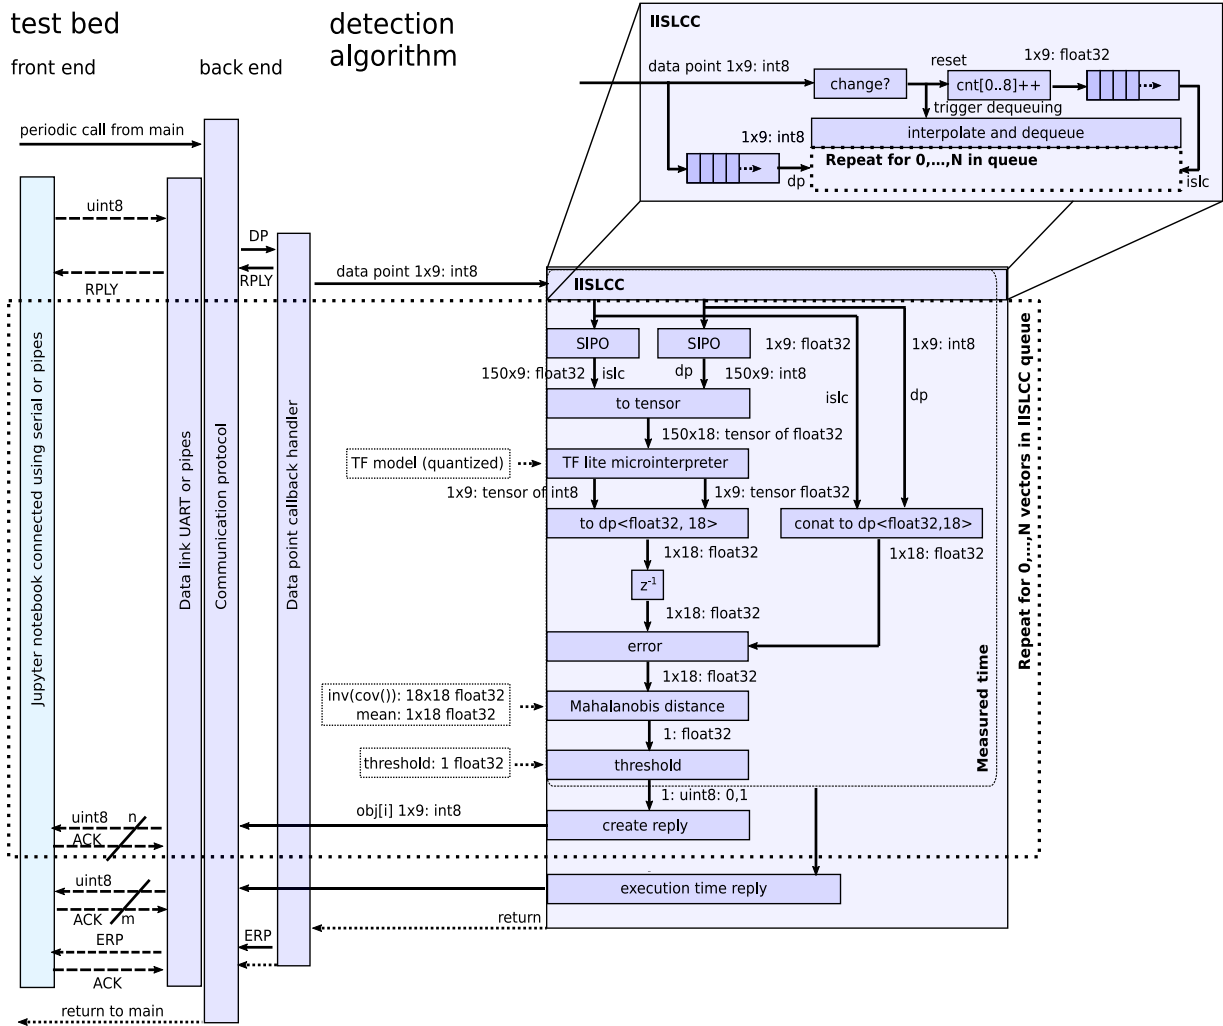 test bed
detection
algorithm
front end
back end
IISLCC
data point 1x9: int8
change?
reset
cnt[0..8]++
1x9: float32
trigger dequeuing
interpolate and dequeue
1x9: int8
Repeat for 0,...,N in queue
dp
islc
periodic call from main
uint8
DP
RPLY
RPLY
data point 1x9: int8
IISLCC
SIPO
SIPO
1x9: float32
1x9: int8
150x9: float32
islc
dp
150x9: int8
islc
dp
to tensor
150x18: tensor of float32
TF model (quantized)
TF lite microinterpreter
1x9: tensor of int8
1x9: tensor float32
to dp<float32, 18>
conat to dp<float32,18>
1x18: float32
1x18: float32
z-1
1x18: float32
error
1x18: float32
inv(cov()): 18x18 float32
mean: 1x18 float32
Mahalanobis distance
1: float32
threshold: 1 float32
threshold
1: uint8: 0,1
obj[i] 1x9: int8
create reply
Measured time
Repeat for 0,...,N vectors in IISLCC queue
Jupyter notebook connected using serial or pipes
Data link UART or pipes
Communication protocol
Data point callback handler
uint8
n
ACK
uint8
ACK
m
execution time reply
return
ERP
ERP
ACK
return to main